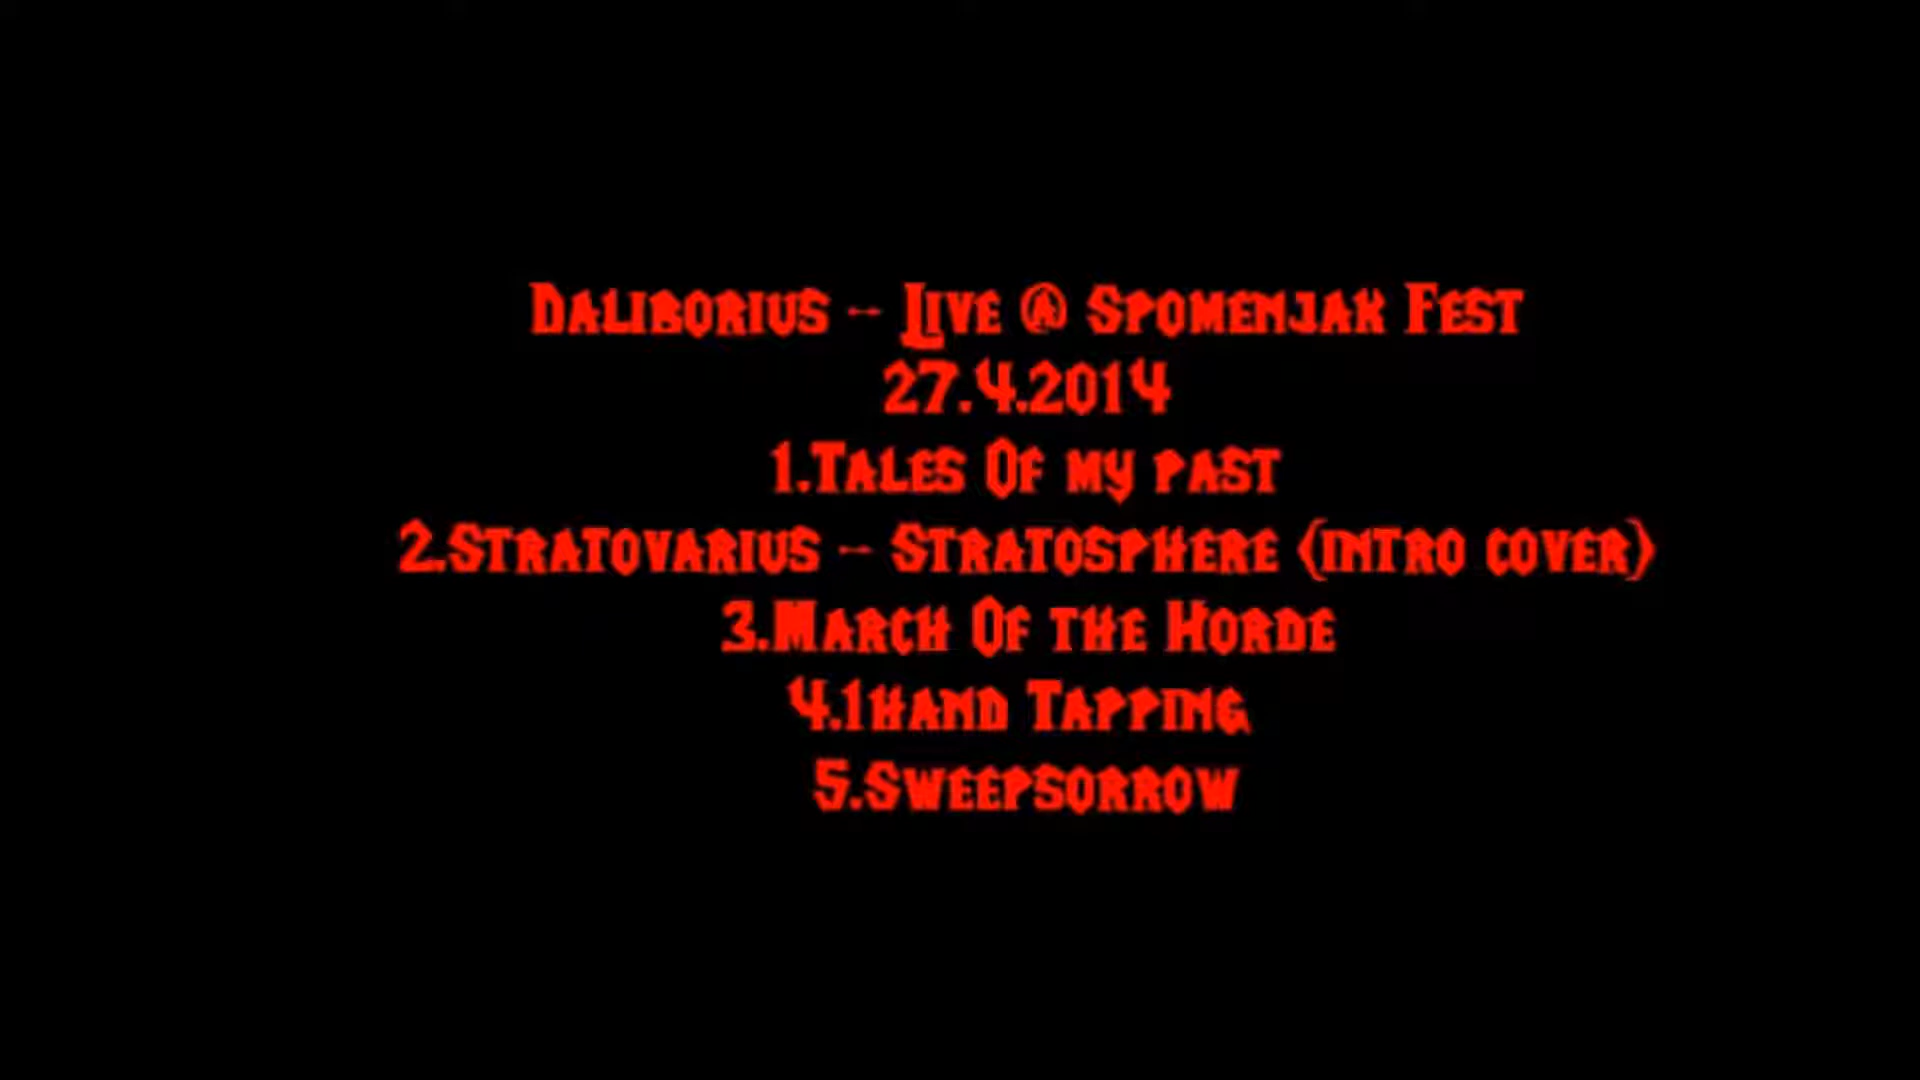 Daliborius - Live @ Spomenjak Fest
27.4.2014
1.Tales Of my past
2.Stratovarius - Stratosphere (intro cover)
3.March Of the Horde
4.1hand Tapping
5.Sweepsorrow